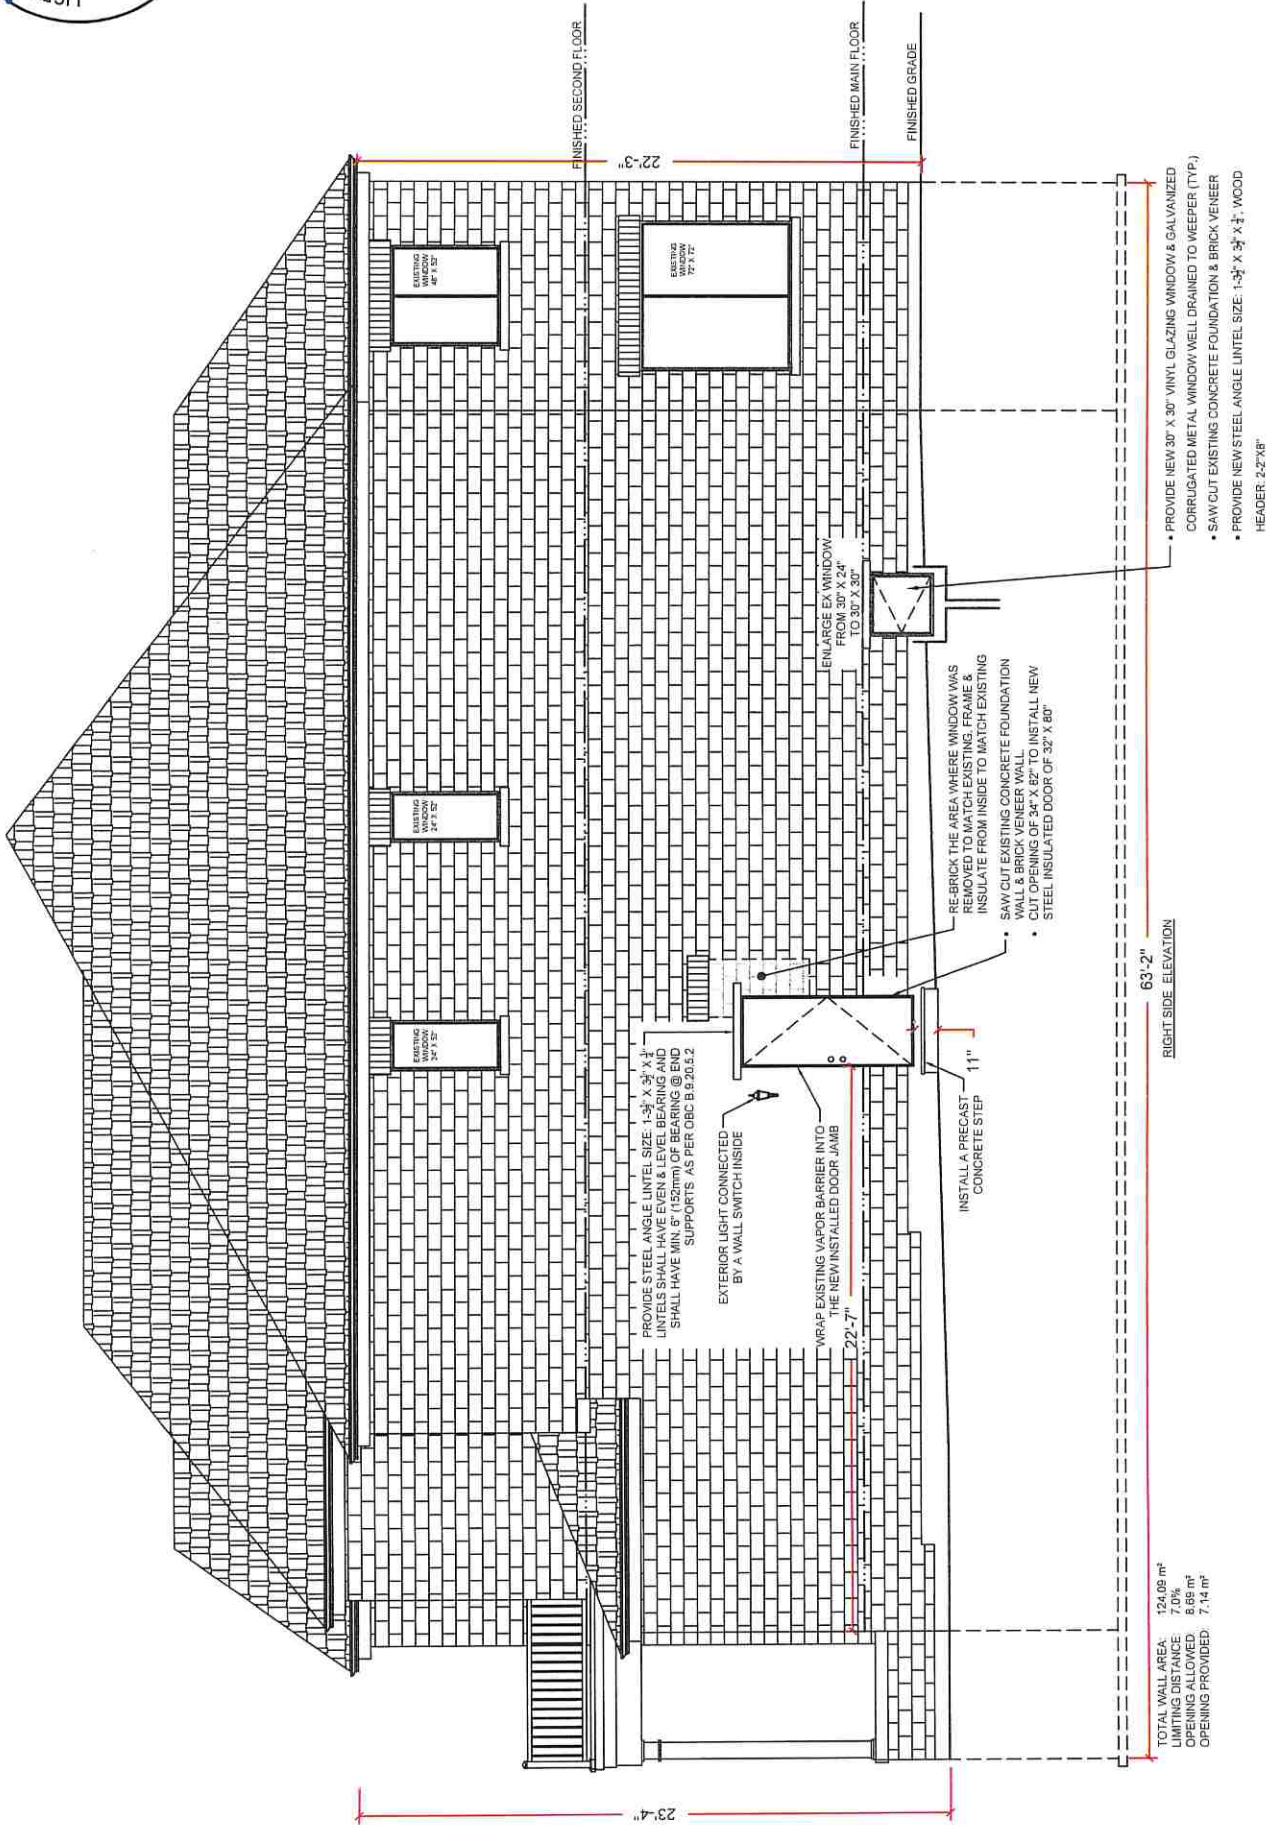 FINISHED SECOND FLOOR
FINISHED MAIN FLOOR
FINISHED GRADE
22'-3"
23'-4"
EXISTING
WINDOW
24" X 52"
EXISTING
WINDOW
24" X 52"
EXISTING
WINDOW
48" X 52"
EXISTING
WINDOW
72" X 72"
PROVIDE STEEL ANGLE LINTEL SIZE: 1-3½" X 3½" X ¼"
LINTELS SHALL HAVE EVEN & LEVEL BEARING AND
SHALL HAVE MIN. 6" (152mm) OF BEARING @ END
SUPPORTS AS PER OBC B.9.20.5.2
EXTERIOR LIGHT CONNECTED
BY A WALL SWITCH INSIDE
WRAP EXISTING VAPOR BARRIER INTO
THE NEW INSTALLED DOOR JAMB
22'-7"
ENLARGE EX WINDOW
FROM 30" X 24"
TO 30" X 30"
RE-BRICK THE AREA WHERE WINDOW WAS
REMOVED TO MATCH EXISTING. FRAME &
INSULATE FROM INSIDE TO MATCH EXISTING
• SAW CUT EXISTING CONCRETE FOUNDATION
WALL & BRICK VENEER WALL.
• CUT OPENING OF 34" X 82" TO INSTALL NEW
STEEL INSULATED DOOR OF 32" X 80"
INSTALL A PRECAST
CONCRETE STEP
11"
63'-2"
RIGHT SIDE ELEVATION
TOTAL WALL AREA: 124.09 m²
LIMITING DISTANCE: 7.0%
OPENING ALLOWED: 8.69 m²
OPENING PROVIDED: 7.14 m²
• PROVIDE NEW 30" X 30" VINYL GLAZING WINDOW & GALVANIZED
CORRUGATED METAL WINDOW WELL DRAINED TO WEEPER (TYP.)
• SAW CUT EXISTING CONCRETE FOUNDATION & BRICK VENEER
• PROVIDE NEW STEEL ANGLE LINTEL SIZE: 1-3½" X 3½" X ¼", WOOD
HEADER: 2-2"X8"